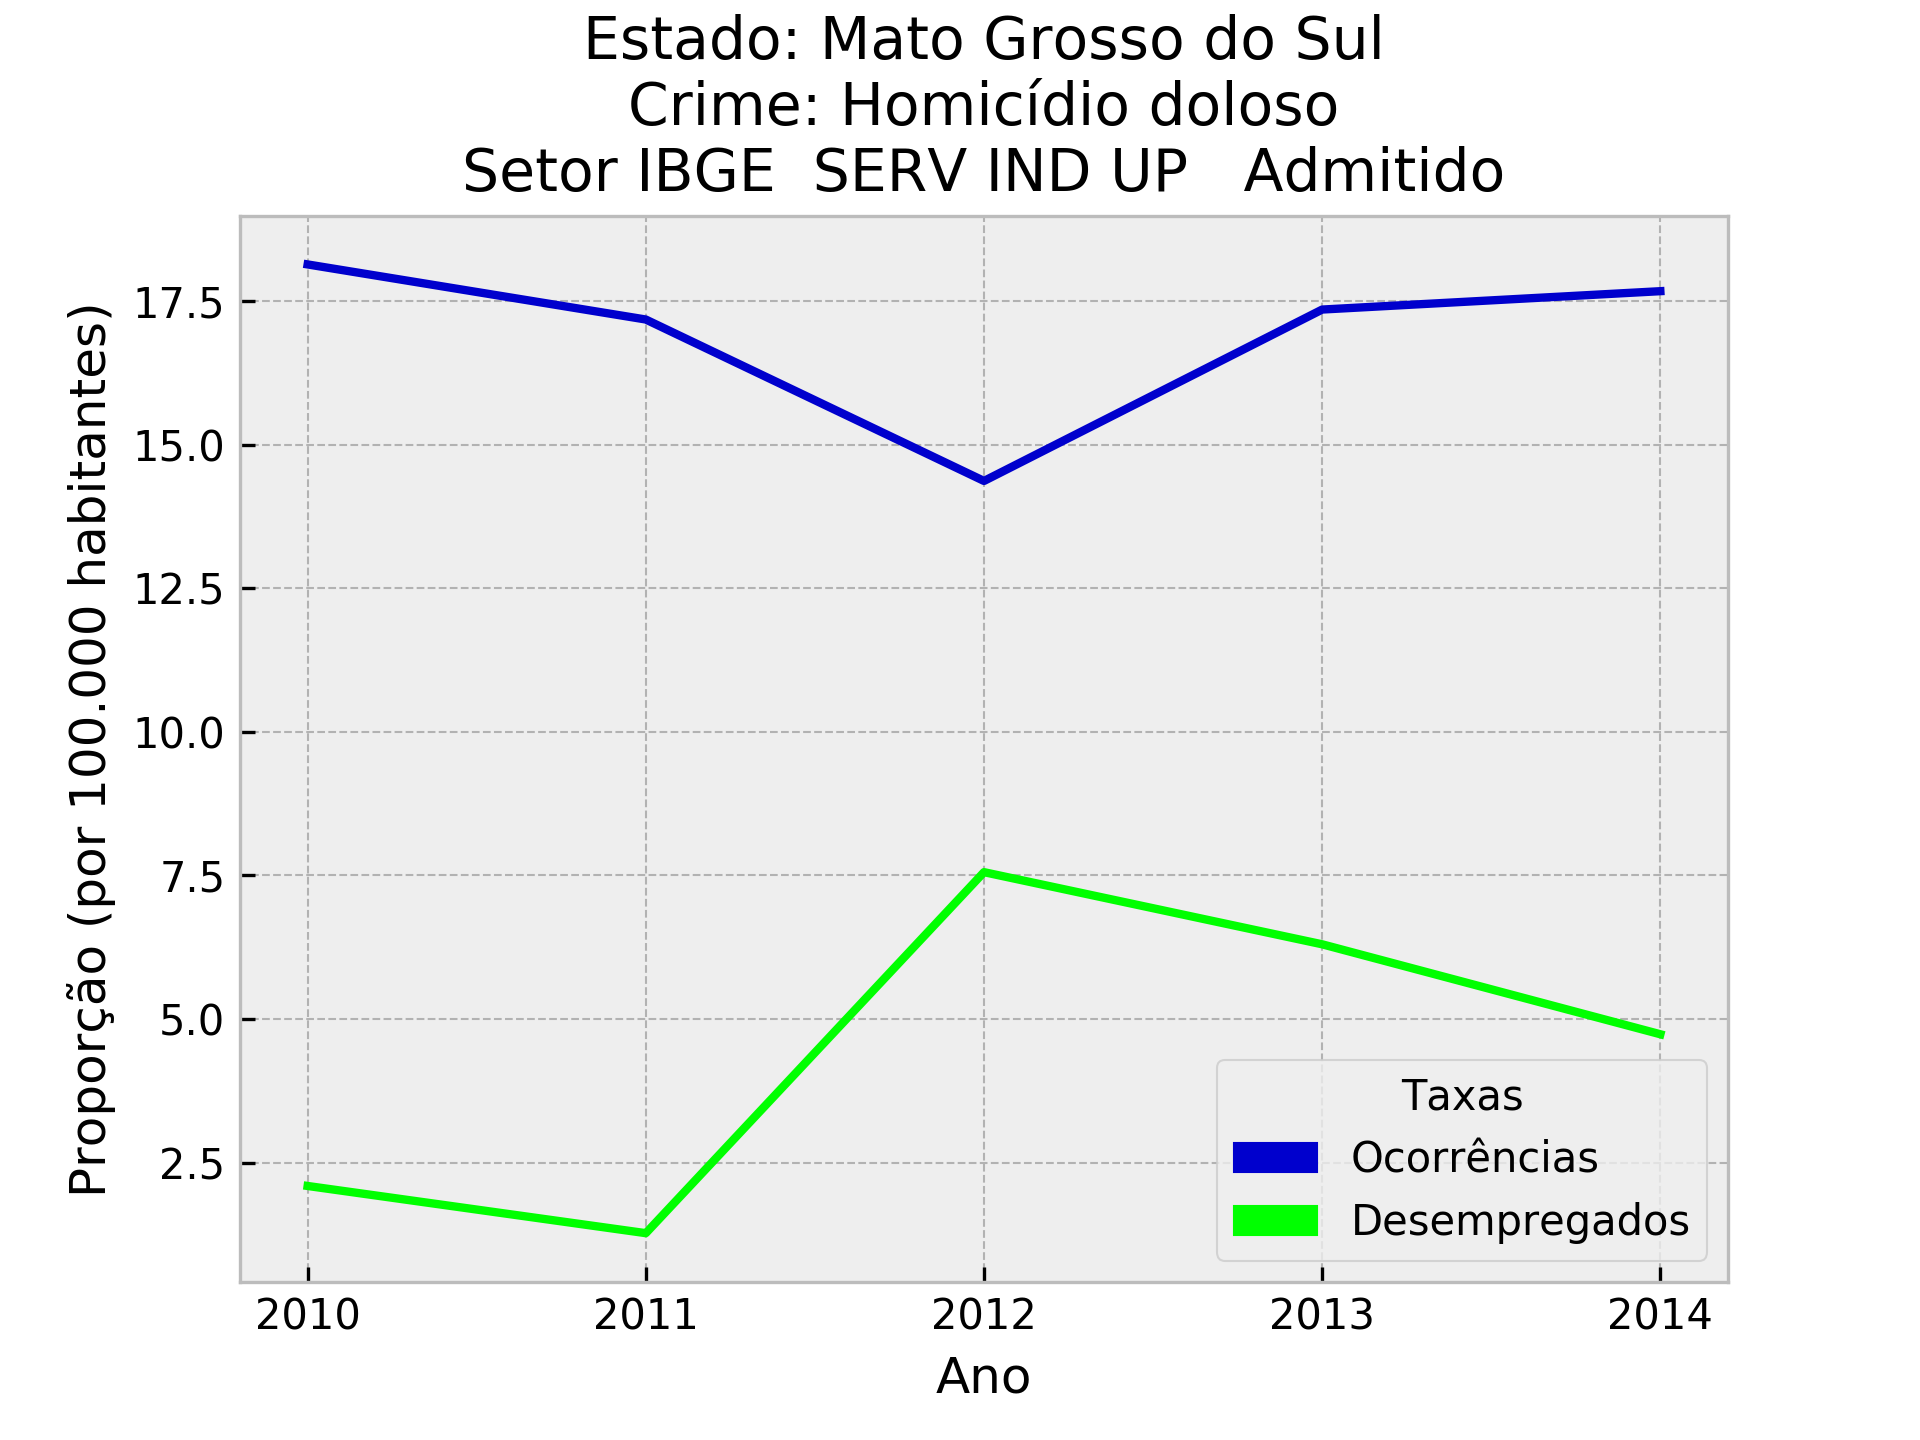 Estado: Mato Grosso do Sul
Crime: Homicídio doloso
Setor IBGE  SERV IND UP   Admitido
Proporção (por 100.000 habitantes)
17.5
15.0
12.5
10.0
7.5
5.0
2.5
Taxas
Ocorrências
Desempregados
2010 2011 2012 2013 2014
Ano